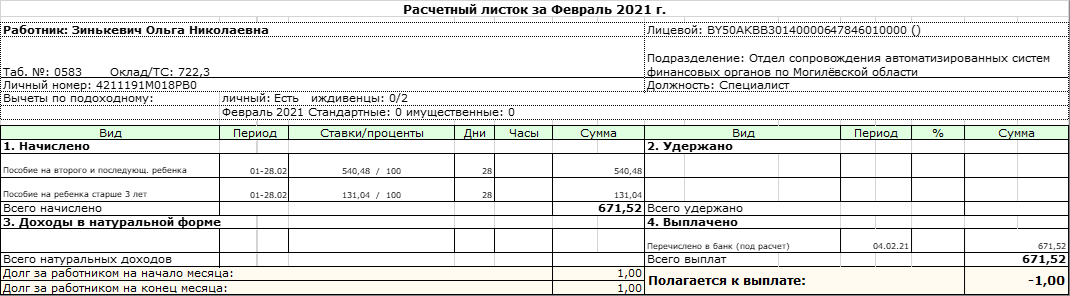 Расчетный листок за Февраль 2021 г.
Работник: Зинькевич Ольга Николаевна
Лицевой: BY50AKBB30140000647846010000 ()
Таб. №: 0583 Оклад/ТС: 722,3
Подразделение: Отдел сопровождения автоматизированных систем
финансовых органов по Могилёвской области
Личный номер: 4211191M018PB0
Должность: Специалист
Вычеты по подоходному: личный: Есть иждивенцы: 0/2
Февраль 2021 Стандартные: 0 имущественные: 0
Вид Период Ставки/проценты Дни Часы Сумма Вид Период % Сумма
1. Начислено 2. Удержано
Пособие на второго и последующ. ребенка 01-28.02 540,48 / 100 28 540,48
Пособие на ребенка старше 3 лет 01-28.02 131,04 / 100 28 131,04
Всего начислено 671,52 Всего удержано
3. Доходы в натуральной форме 4. Выплачено
Перечислено в банк (под расчет) 04.02.21 671,52
Всего натуральных доходов Всего выплат 671,52
Долг за работником на начало месяца: 1,00
Полагается к выплате: -1,00
Долг за работником на конец месяца: 1,00